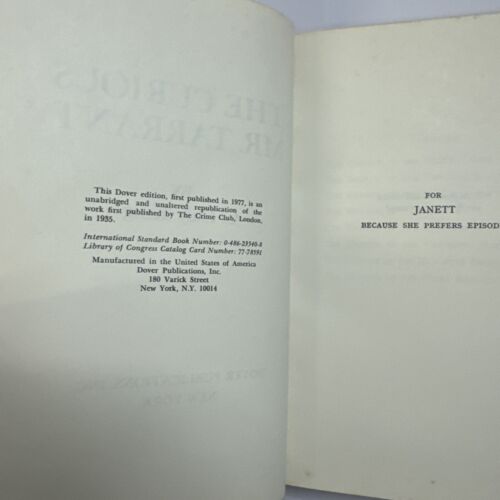 This Dover edition, first published in 1977, is an
unabridged and unaltered republication of the
work first published by The Crime Club, London,
in 1935.
International Standard Book Number: 0-486-23540-8
Library of Congress Catalog Card Number: 77-78591
Manufactured in the United States of America
Dover Publications, Inc.
180 Varick Street
New York, N.Y. 10014
FOR
JANETT
BECAUSE SHE PREFERS EPISOD